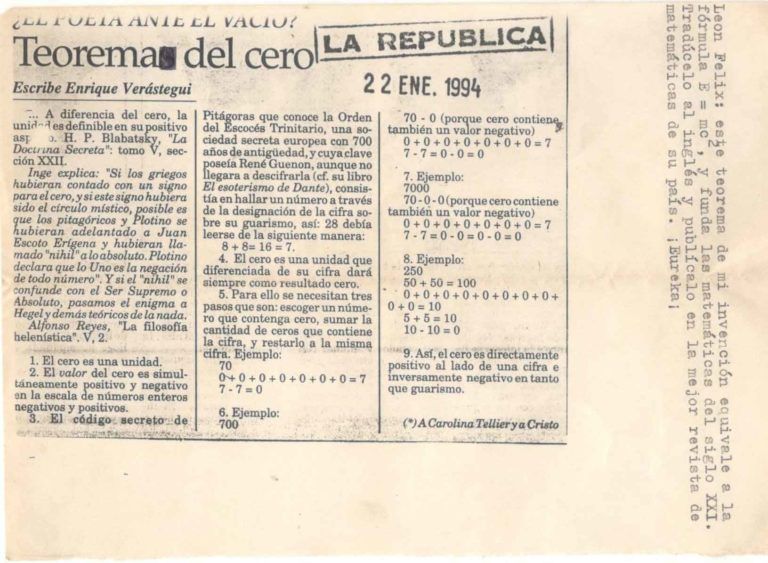 ¿EL POETA ANTE EL VACIO?
Teorema del cero
LA REPUBLICA
22 ENE. 1994
Escribe Enrique Verástegui
... A diferencia del cero, la
unidad es definible en su positivo
H. P. Blabatsky, "La
Doctrina Secreta": tomo V, sec-
ción XXII.
Inge explica: "Si los griegos
hubieran contado con un signo
para el cero, y si este signo hubiera
sido el círculo místico, posible es
que los pitagóricos y Plotino se
hubieran adelantado a Juan
Escoto Erígena y hubieran lla-
mado "nihil" a lo absoluto. Plotino
declara que lo Uno es la negación
de todo número". Y si el "nihil" se
confunde con el Ser Supremo o
Absoluto, pasamos el enigma a
Hegel y demás teóricos de la nada.
Alfonso Reyes, "La filosofía
helenística". V, 2.
1. El cero es una unidad.
2. El valor del cero es simul-
táneamente positivo y negativo
en la escala de números enteros
negativos y positivos.
3. El código secreto de
Pitágoras que conoce la Orden
del Escocés Trinitario, una so-
ciedad secreta europea con 700
años de antigüedad, y cuya clave
poseía René Guenon, aunque no
llegara a descifrarla (cf. su libro
El esoterismo de Dante), consis-
tía en hallar un número a través
de la designación de la cifra so-
bre su guarismo, así: 28 debía
leerse de la siguiente manera:
8 + 8= 16 = 7.
4. El cero es una unidad que
diferenciada de su cifra dará
siempre como resultado cero.
5. Para ello se necesitan tres
pasos que son: escoger un núme-
ro que contenga cero, sumar la
cantidad de ceros que contiene
la cifra, y restarlo a la misma
cifra. Ejemplo:
70
0+0+0+0+0+0+0 = 7
7 - 7 = 0
6. Ejemplo:
700
70 - 0 (porque cero contiene
también un valor negativo)
0+0+0+0+0+0+0 = 7
7 - 7 = 0 - 0 = 0
7. Ejemplo:
7000
70 - 0 - 0 (porque cero contiene
también un valor negativo)
0+0+0+0+0+0+0 = 7
7 - 7 = 0 - 0 = 0 - 0 = 0
8. Ejemplo:
250
50 + 50 = 100
0+0+0+0+0+0+0+0+
0+0 = 10
5 + 5 = 10
10 - 10 = 0
9. Así, el cero es directamente
positivo al lado de una cifra e
inversamente negativo en tanto
que guarismo.
(*) A Carolina Tellier y a Cristo
Leon Felix: este teorema de mi invención equivale a la
fórmula E = mc², y funda las matemáticas del siglo XXI.
Tradúcelo al inglés y publícalo en la mejor revista de
matemáticas de su país. ¡Eureka¡